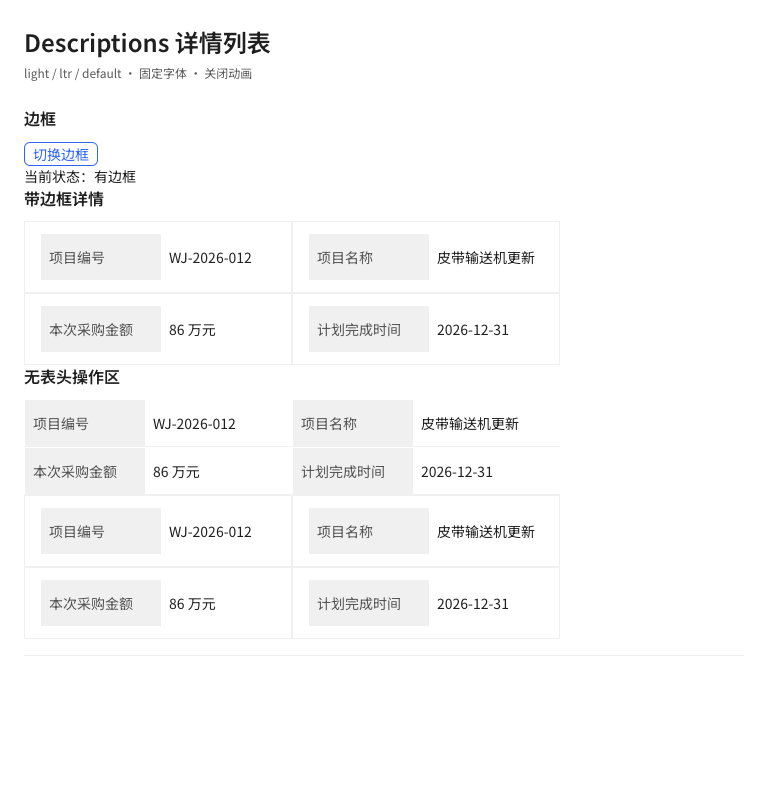 Descriptions 详情列表
light / ltr / default · 固定字体 · 关闭动画
边框
切换边框
当前状态：有边框
带边框详情
项目编号 WJ-2026-012 项目名称 皮带输送机更新
本次采购金额 86 万元 计划完成时间 2026-12-31
无表头操作区
项目编号 WJ-2026-012 项目名称 皮带输送机更新
本次采购金额 86 万元 计划完成时间 2026-12-31
项目编号 WJ-2026-012 项目名称 皮带输送机更新
本次采购金额 86 万元 计划完成时间 2026-12-31